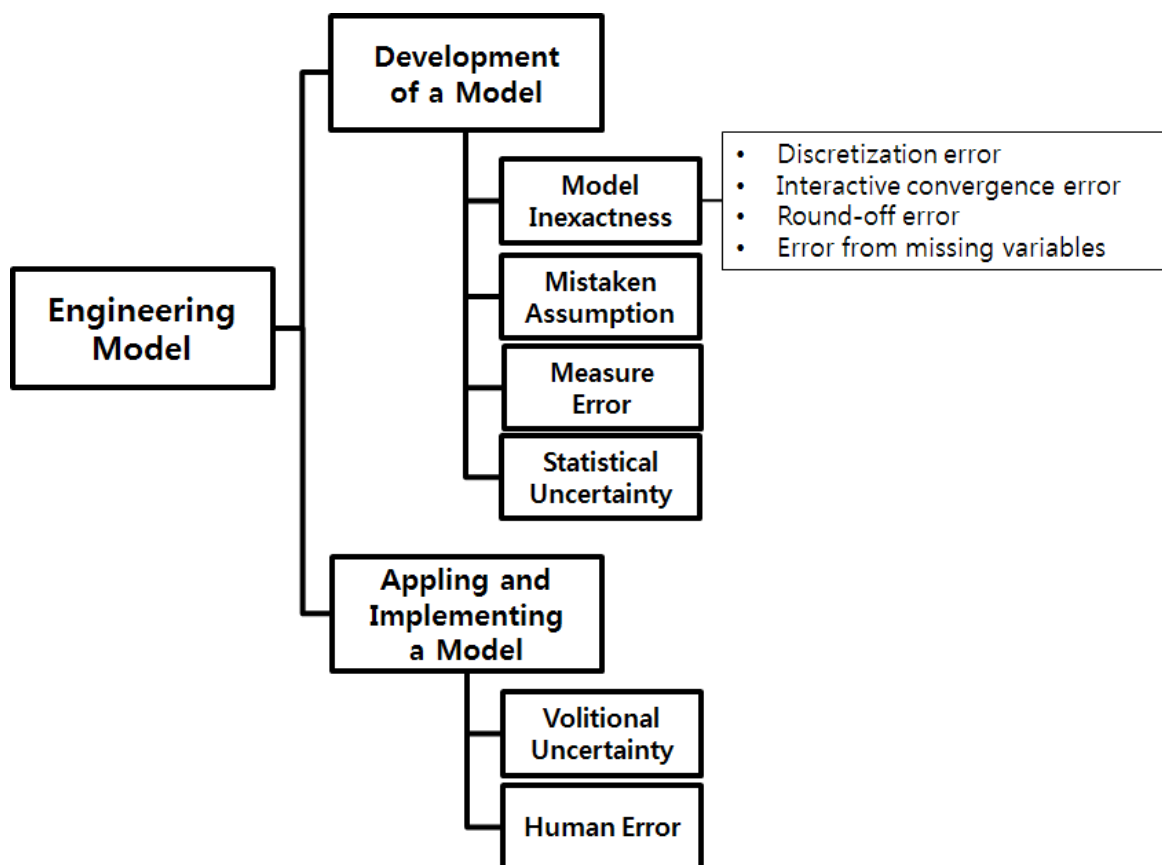 Development
of a Model
Model
Inexactness
• Discretization error
• Interactive convergence error
• Round-off error
• Error from missing variables
Mistaken
Assumption
Engineering
Model
Measure
Error
Statistical
Uncertainty
Appling and
Implementing
a Model
Volitional
Uncertainty
Human Error